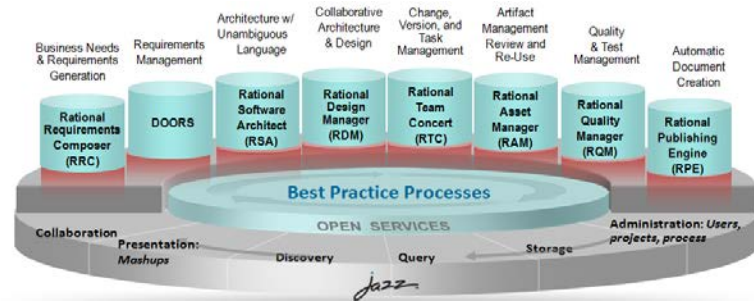 Business Needs
& Requirements
Generation
Requirements
Management
Architecture w/
Unambiguous
Language
Collaborative
Architecture
& Design
Change,
Version, and
Task
Management
Artifact
Management
Review and
Re-Use
Quality
& Test
Management
Automatic
Document
Creation
Rational
Requirements
Composer
(RRC)
DOORS
Rational
Software
Architect
(RSA)
Rational
Design
Manager
(RDM)
Rational
Team
Concert
(RTC)
Rational
Asset
Manager
(RAM)
Rational
Quality
Manager
(RQM)
Rational
Publishing
Engine
(RPE)
Best Practice Processes
OPEN SERVICES
Collaboration
Presentation:
Mashups
Discovery
Query
Storage
Administration: Users,
projects, process
jazz